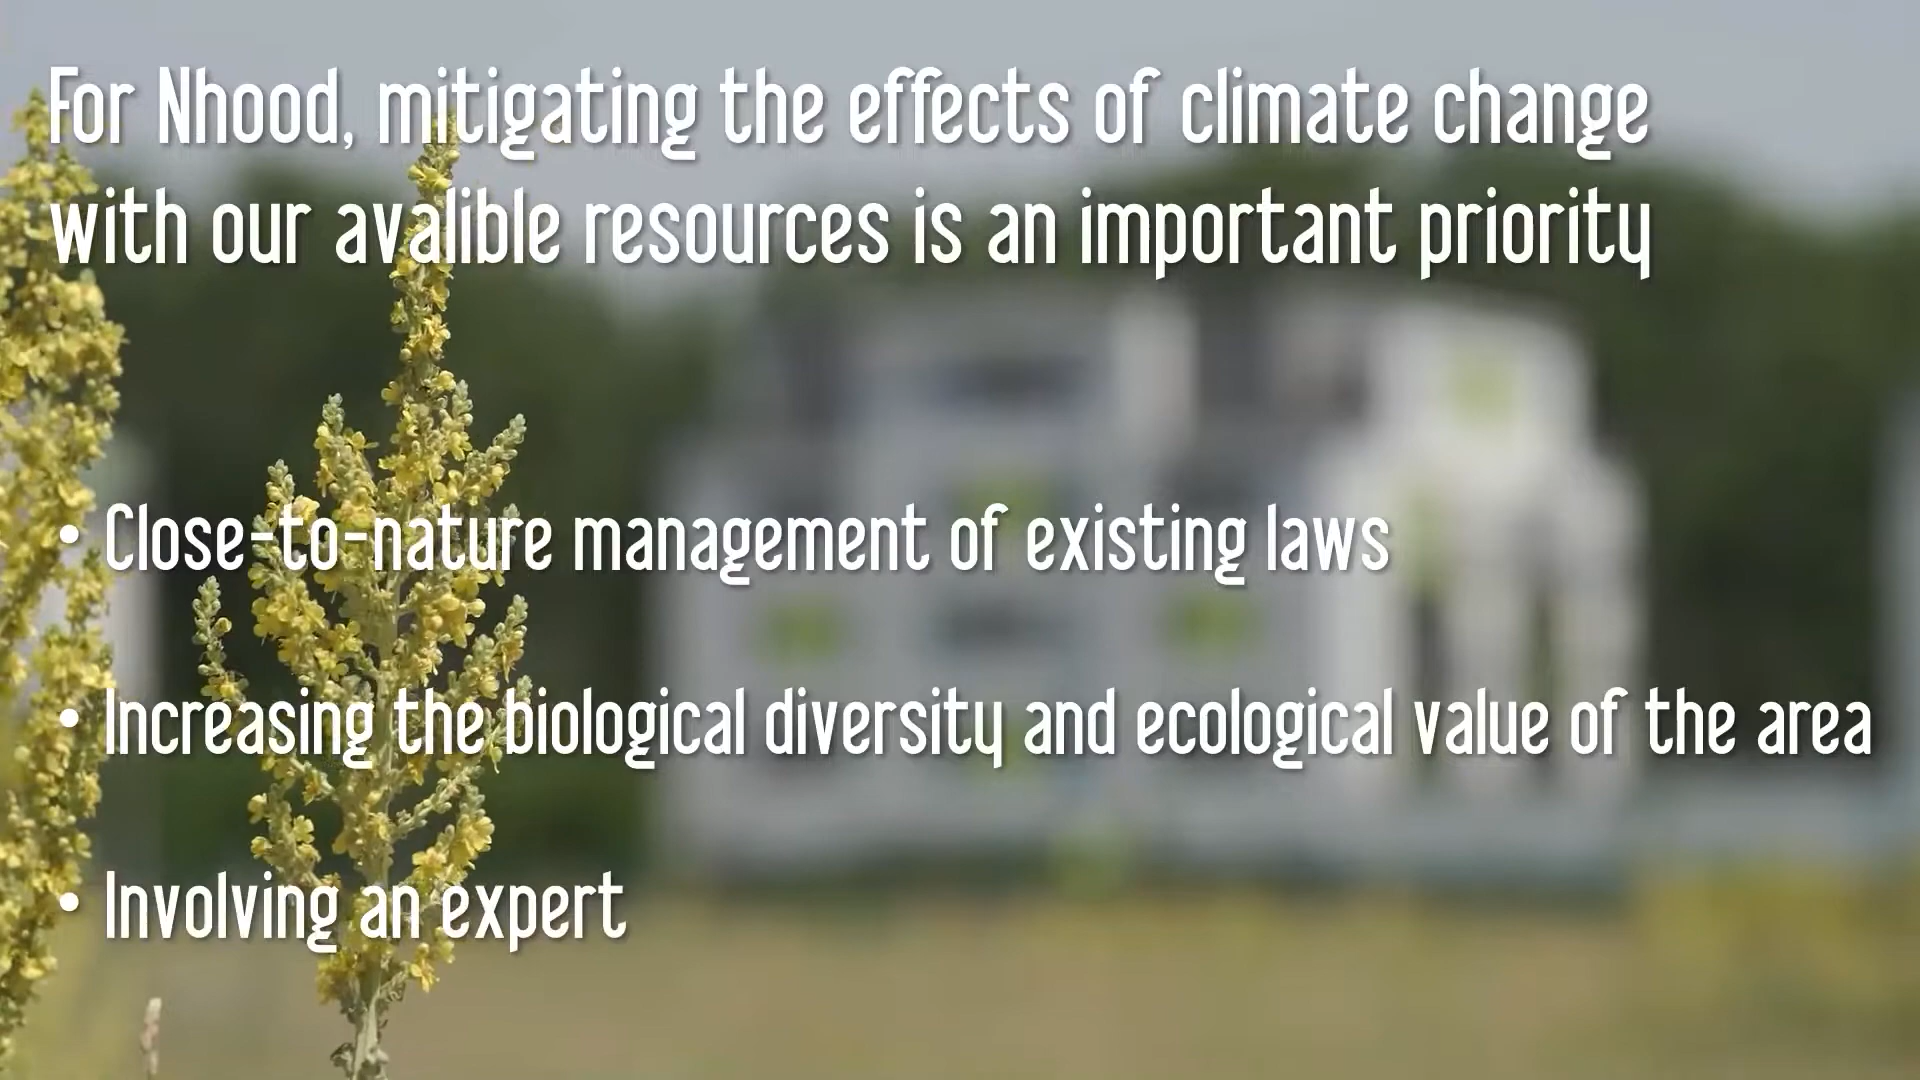 For Nhood, mitigating the effects of climate change
with our avalible resources is an important priority
• Close-to-nature management of existing laws
• Increasing the biological diversity and ecological value of the area
• Involving an expert